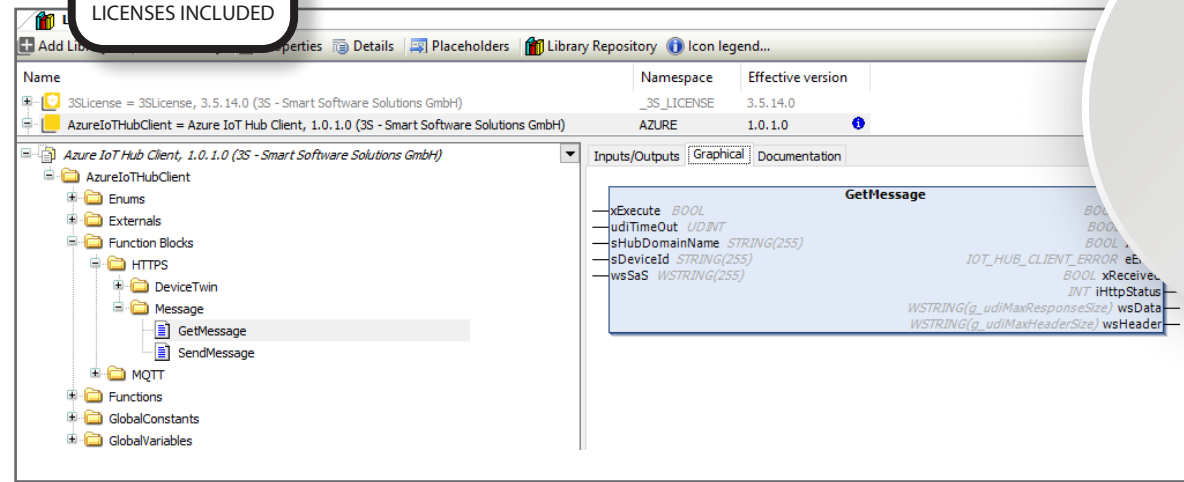 LICENSES INCLUDED
L
Add Properties Details Placeholders Library Repository Icon legend...
Name Namespace Effective version
3SLicense = 3SLicense, 3.5.14.0 (3S - Smart Software Solutions GmbH) _3S_LICENSE 3.5.14.0
AzureIoTHubClient = Azure IoT Hub Client, 1.0.1.0 (3S - Smart Software Solutions GmbH) AZURE 1.0.1.0
Azure IoT Hub Client, 1.0.1.0 (3S - Smart Software Solutions GmbH)
AzureIoTHubClient
Enums
Externals
Function Blocks
HTTPS
DeviceTwin
Message
GetMessage
SendMessage
MQTT
Functions
GlobalConstants
GlobalVariables
Inputs/Outputs Graphical Documentation
GetMessage
xExecute BOOL
udiTimeOut UDINT
sHubDomainName STRING(255) BOOL
sDeviceId STRING(255) IOT_HUB_CLIENT_ERROR
wsSaS WSTRING(255) BOOL
INT iHttpStatus
WSTRING(g_udiMaxResponseSize) wsData
WSTRING(g_udiMaxHeaderSize) wsHeader